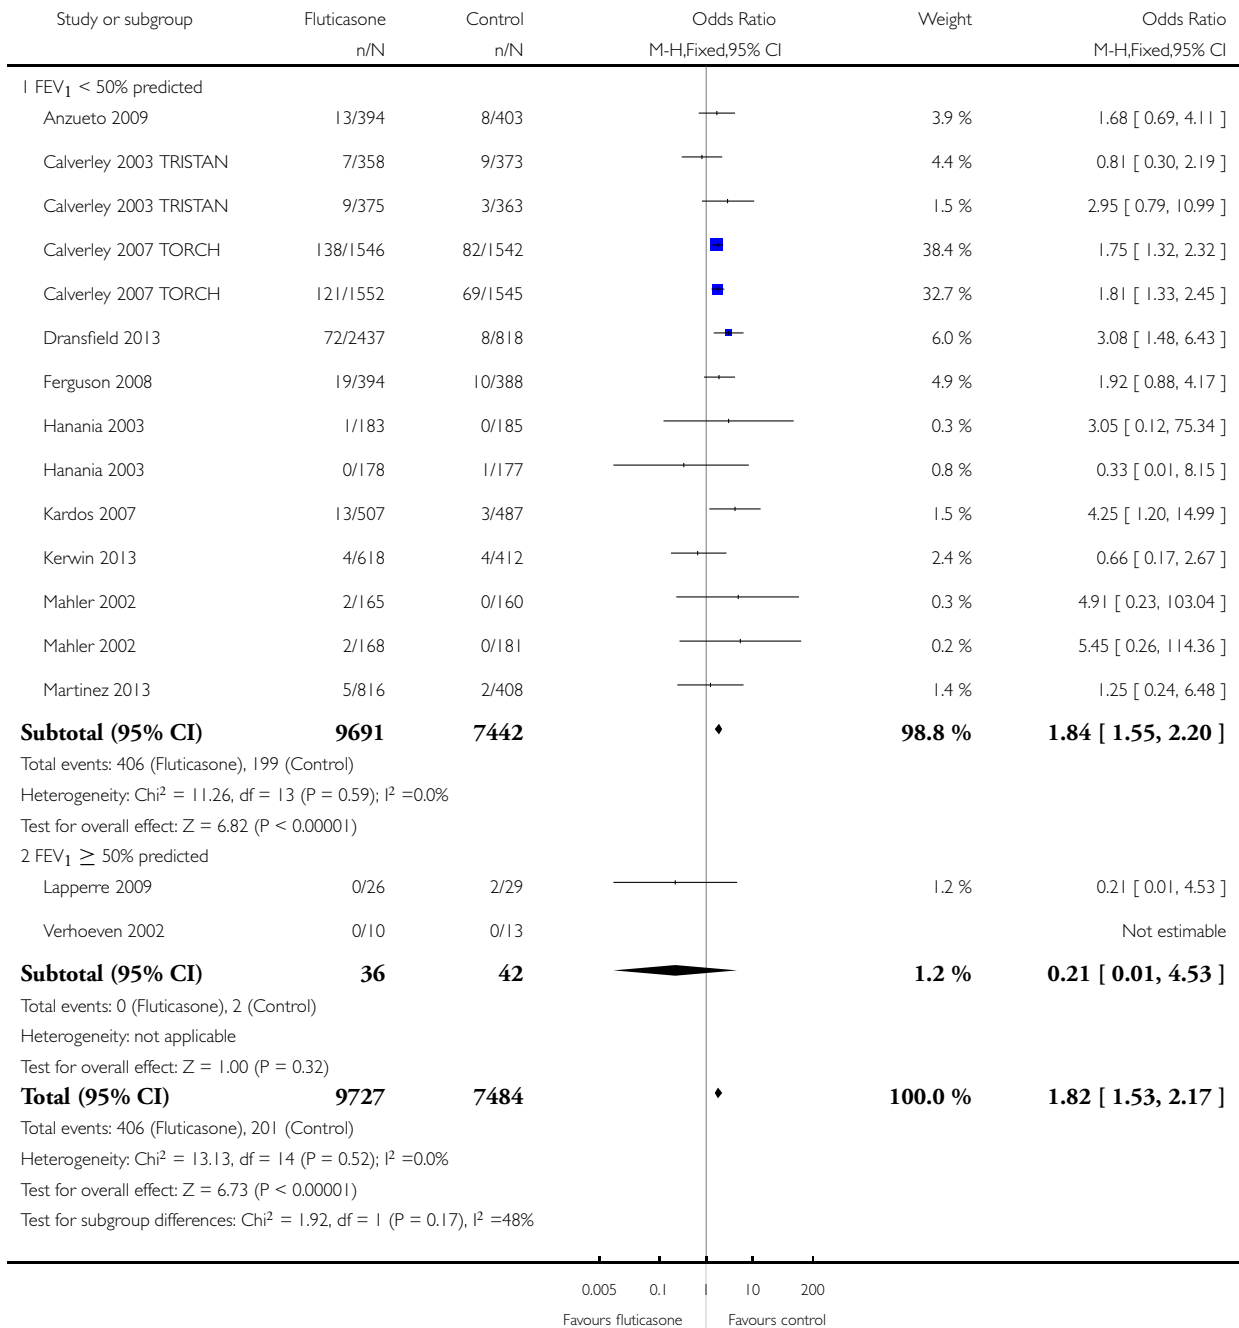 Study or subgroup Fluticasone Control Odds Ratio Weight Odds Ratio
n/N n/N M-H,Fixed,95% CI M-H,Fixed,95% CI
1 FEV₁ < 50% predicted
Anzueto 2009 13/394 8/403 3.9 % 1.68 [ 0.69, 4.11 ]
Calverley 2003 TRISTAN 7/358 9/373 4.4 % 0.81 [ 0.30, 2.19 ]
Calverley 2003 TRISTAN 9/375 3/363 1.5 % 2.95 [ 0.79, 10.99 ]
Calverley 2007 TORCH 138/1546 82/1542 38.4 % 1.75 [ 1.32, 2.32 ]
Calverley 2007 TORCH 121/1552 69/1545 32.7 % 1.81 [ 1.33, 2.45 ]
Dransfield 2013 72/2437 8/818 6.0 % 3.08 [ 1.48, 6.43 ]
Ferguson 2008 19/394 10/388 4.9 % 1.92 [ 0.88, 4.17 ]
Hanania 2003 1/183 0/185 0.3 % 3.05 [ 0.12, 75.34 ]
Hanania 2003 0/178 1/177 0.8 % 0.33 [ 0.01, 8.15 ]
Kardos 2007 13/507 3/487 1.5 % 4.25 [ 1.20, 14.99 ]
Kerwin 2013 4/618 4/412 2.4 % 0.66 [ 0.17, 2.67 ]
Mahler 2002 2/165 0/160 0.3 % 4.91 [ 0.23, 103.04 ]
Mahler 2002 2/168 0/181 0.2 % 5.45 [ 0.26, 114.36 ]
Martinez 2013 5/816 2/408 1.4 % 1.25 [ 0.24, 6.48 ]
Subtotal (95% CI) 9691 7442 98.8 % 1.84 [ 1.55, 2.20 ]
Total events: 406 (Fluticasone), 199 (Control)
Heterogeneity: Chi² = 11.26, df = 13 (P = 0.59); I² =0.0%
Test for overall effect: Z = 6.82 (P < 0.00001)
2 FEV₁ ≥ 50% predicted
Lapperre 2009 0/26 2/29 1.2 % 0.21 [ 0.01, 4.53 ]
Verhoeven 2002 0/10 0/13 Not estimable
Subtotal (95% CI) 36 42 1.2 % 0.21 [ 0.01, 4.53 ]
Total events: 0 (Fluticasone), 2 (Control)
Heterogeneity: not applicable
Test for overall effect: Z = 1.00 (P = 0.32)
Total (95% CI) 9727 7484 100.0 % 1.82 [ 1.53, 2.17 ]
Total events: 406 (Fluticasone), 201 (Control)
Heterogeneity: Chi² = 13.13, df = 14 (P = 0.52); I² =0.0%
Test for overall effect: Z = 6.73 (P < 0.00001)
Test for subgroup differences: Chi² = 1.92, df = 1 (P = 0.17), I² =48%
0.005 0.1 1 10 200
Favours fluticasone Favours control